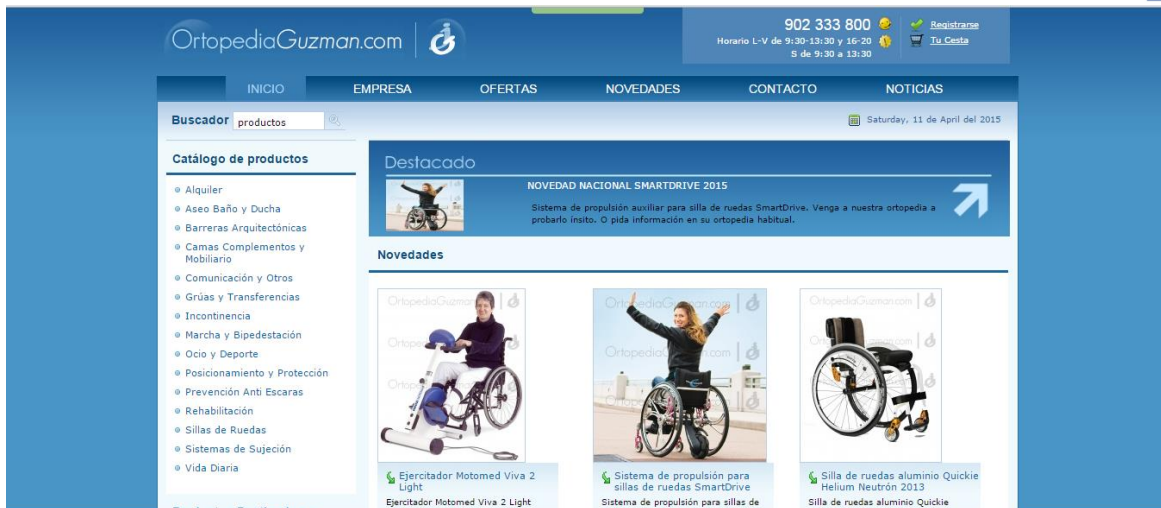 OrtopediaGuzman.com
902 333 800
Horario L-V de 9:30-13:30 y 16-20
S de 9:30 a 13:30
Registrarse
Tu Cesta
INICIO EMPRESA OFERTAS NOVEDADES CONTACTO NOTICIAS
Buscador productos
Saturday, 11 de April del 2015
Catálogo de productos
Alquiler
Aseo Baño y Ducha
Barreras Arquitectónicas
Camas Complementos y
Mobiliario
Comunicación y Otros
Grúas y Transferencias
Incontinencia
Marcha y Bipedestación
Ocio y Deporte
Posicionamiento y Protección
Prevención Anti Escaras
Rehabilitación
Sillas de Ruedas
Sistemas de Sujeción
Vida Diaria
Destacado
NOVEDAD NACIONAL SMARTDRIVE 2015
Sistema de propulsión auxiliar para silla de ruedas SmartDrive. Venga a nuestra ortopedia a
probarlo ínsito. O pida información en su ortopedia habitual.
Novedades
Ejercitador Motomed Viva 2
Light
Ejercitador Motomed Viva 2 Light
Sistema de propulsión para
sillas de ruedas SmartDrive
Sistema de propulsión para sillas de
Silla de ruedas aluminio Quickie
Helium Neutrón 2013
Silla de ruedas aluminio Quickie